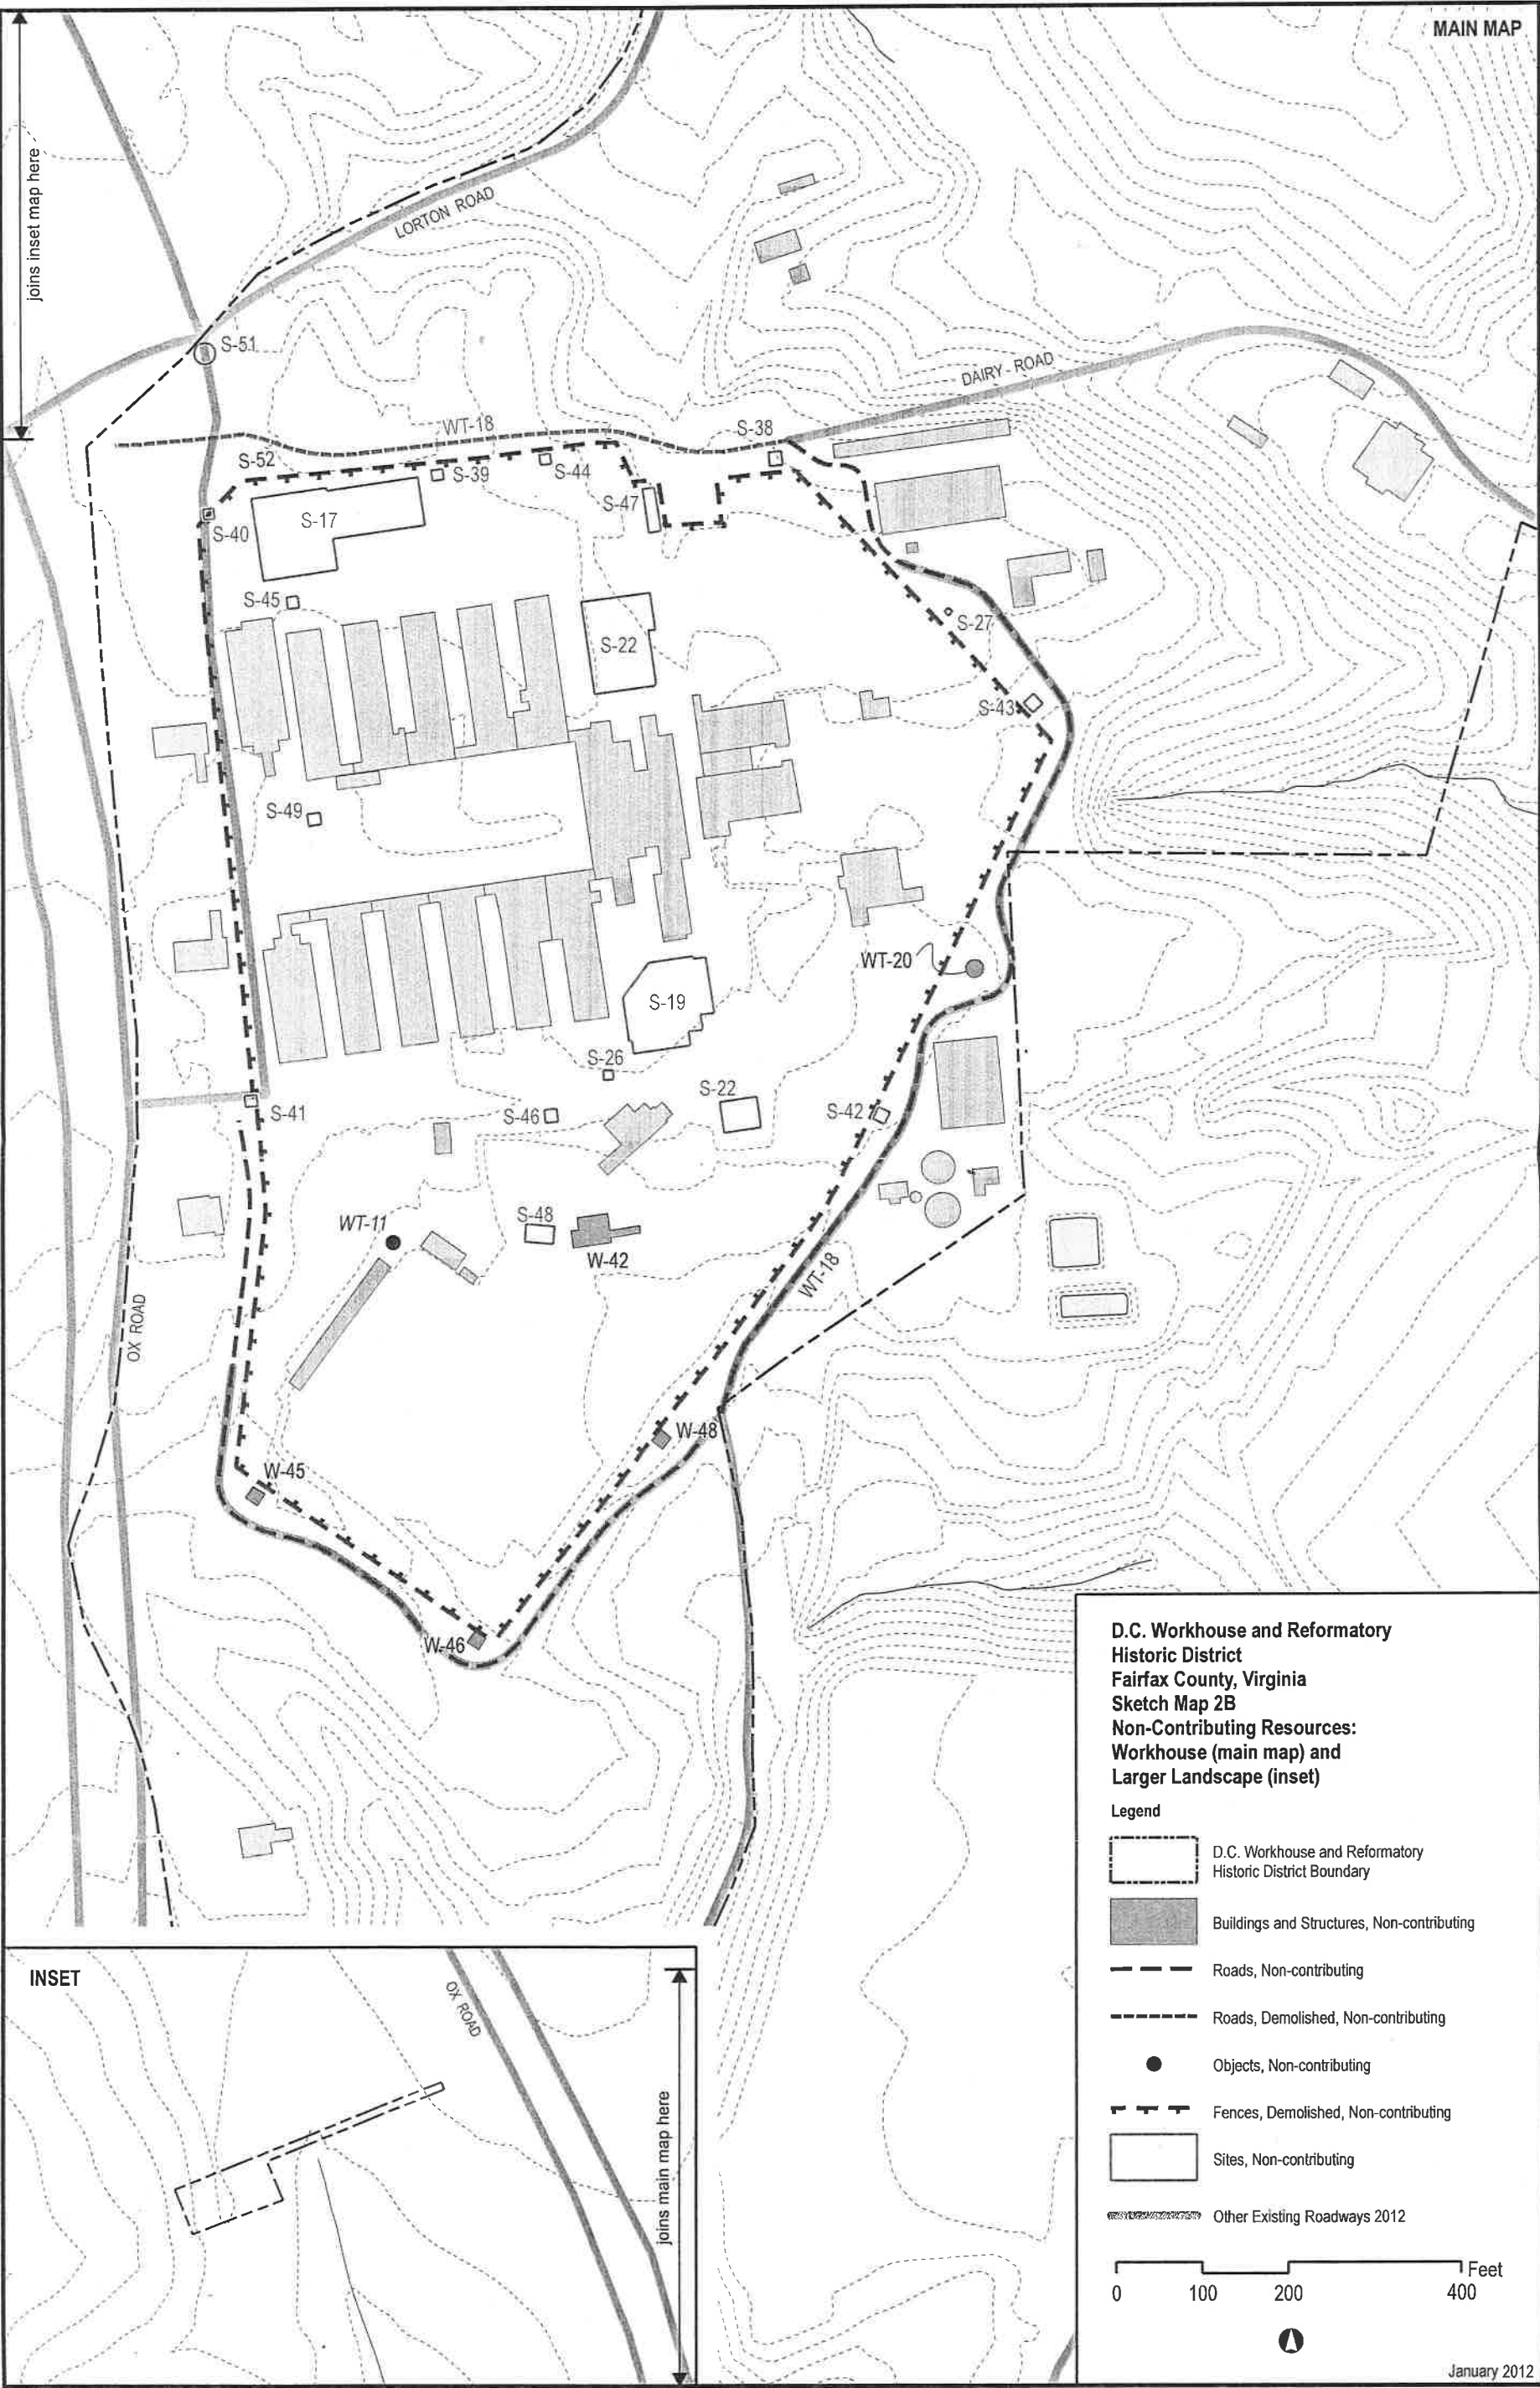 MAIN MAP
joins inset map here
LORTON ROAD
S-51
DAIRY ROAD
WT-18
S-38
S-52
S-39
S-44
S-47
S-17
S-40
S-45
S-22
S-27
S-43
S-49
WT-20
S-19
S-26
S-22
S-46
S-42
S-41
WT-11
S-48
W-42
WT-18
OX ROAD
W-48
W-45
W-46
D.C. Workhouse and Reformatory
Historic District
Fairfax County, Virginia
Sketch Map 2B
Non-Contributing Resources:
Workhouse (main map) and
Larger Landscape (inset)
Legend
D.C. Workhouse and Reformatory
Historic District Boundary
Buildings and Structures, Non-contributing
Roads, Non-contributing
Roads, Demolished, Non-contributing
Objects, Non-contributing
Fences, Demolished, Non-contributing
Sites, Non-contributing
Other Existing Roadways 2012
Feet
0 100 200 400
January 2012
INSET
OX ROAD
joins main map here